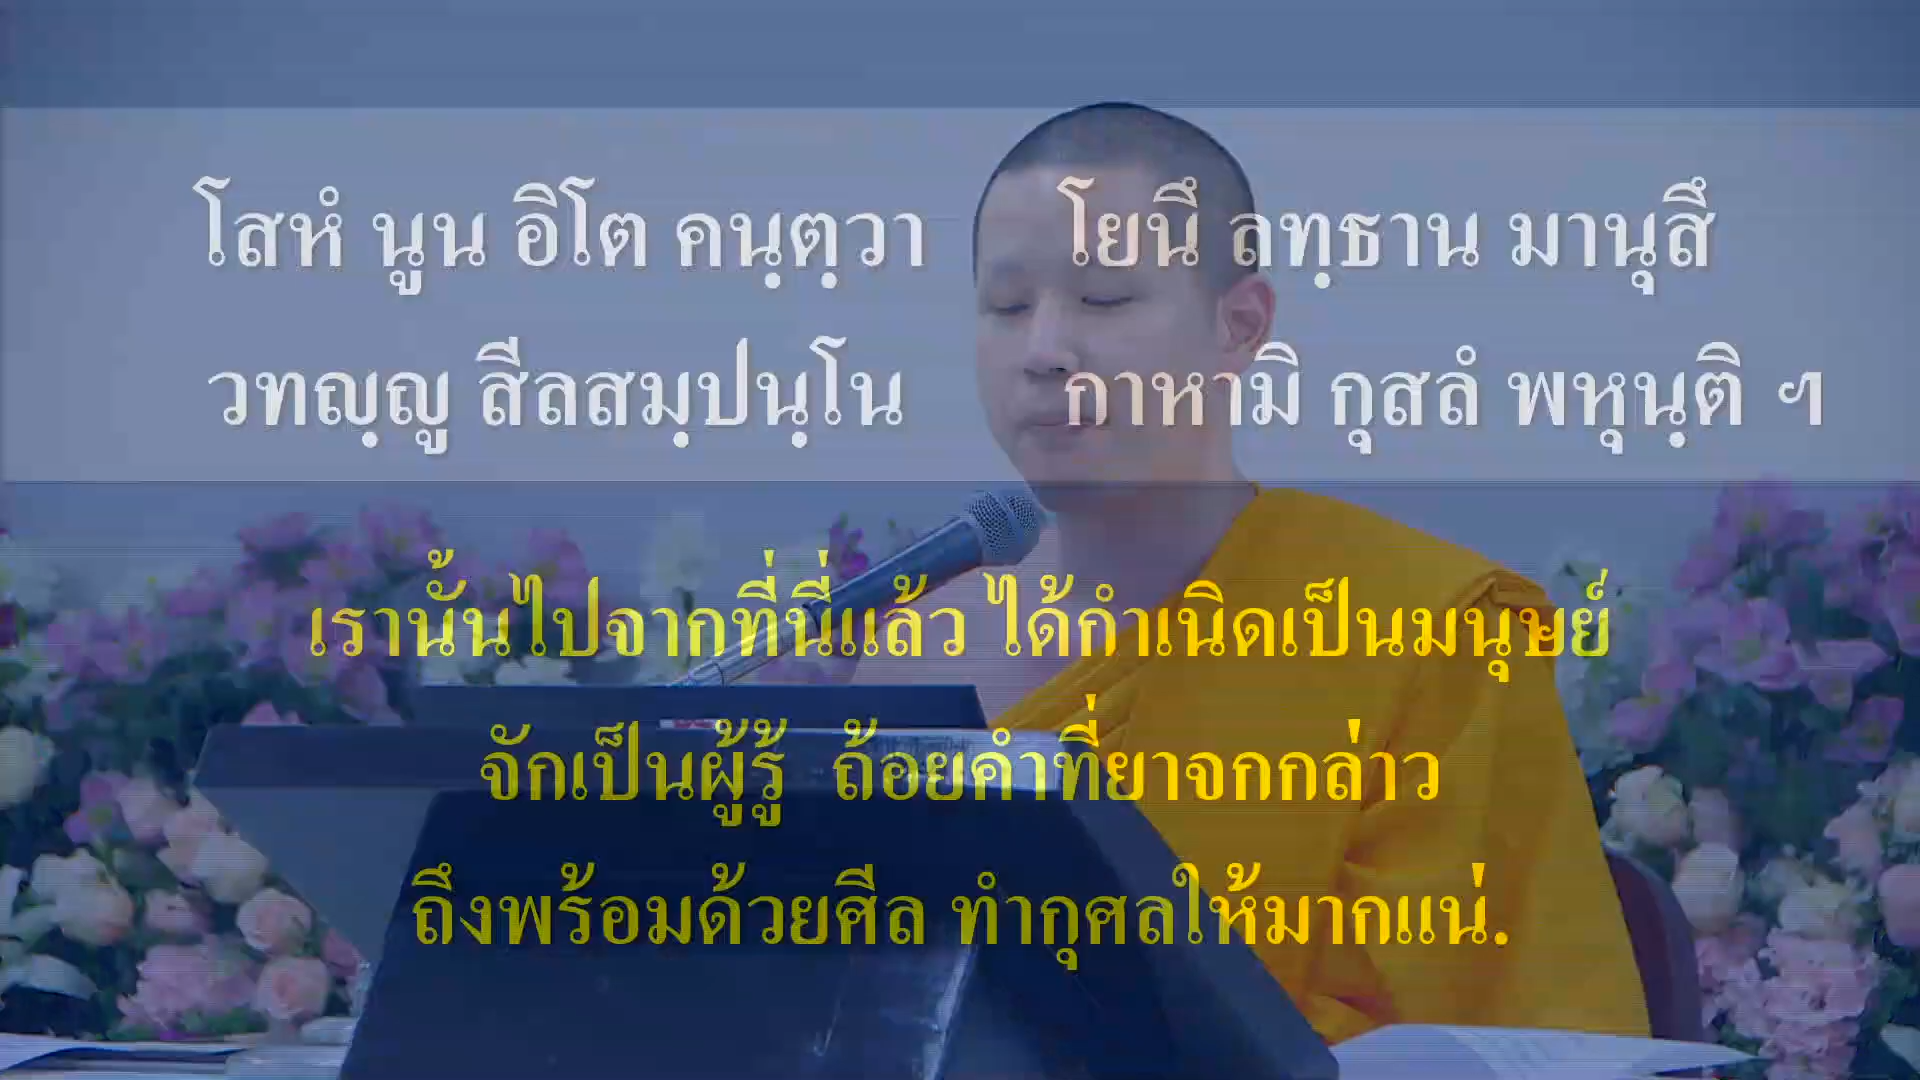 โสหํ นูน อิโต คนฺตฺวา โยนึ ลทฺธาน มานุสึ
วทญฺญู สีลสมฺปนฺโน กาหามิ กุสลํ พหุนฺติ ฯ
เรานั้นไปจากที่นี่แล้ว ได้กำเนิดเป็นมนุษย์
จักเป็นผู้รู้ ถ้อยคำที่ยาจกกล่าว
ถึงพร้อมด้วยศีล ทำกุศลให้มากแน่.